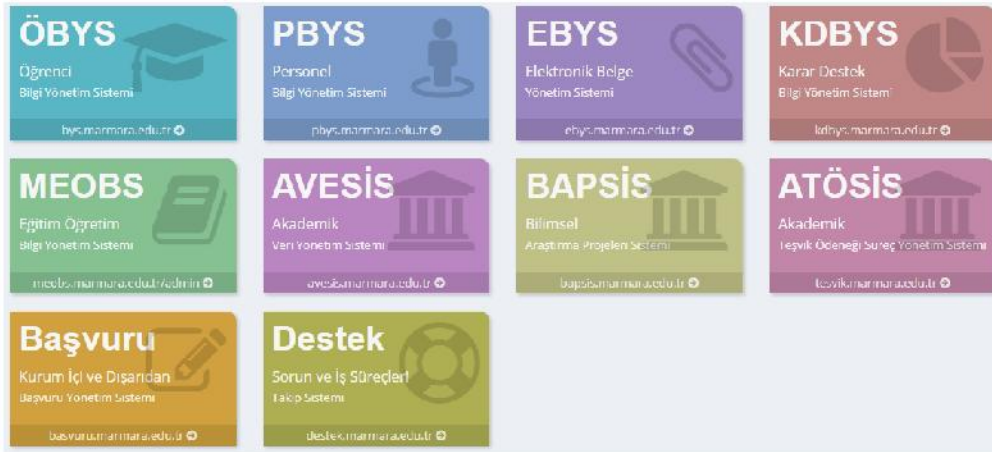 ÖBYS
Öğrenci
Bilgi Yönetim Sistemi
bys.marmara.edu.tr
PBYS
Personel
Bilgi Yönetim Sistemi
pbys.marmara.edu.tr
EBYS
Elektronik Belge
Yönetim Sistemi
ebys.marmara.edu.tr
KDBYS
Karar Destek
Bilgi Yönetim Sistemi
kdbys.marmara.edu.tr
MEOBS
Eğitim Öğretim
Bilgi Yönetim Sistemi
meobs.marmara.edu.tr/admin
AVESİS
Akademik
Veri Yönetim Sistemi
avesis.marmara.edu.tr
BAPSİS
Bilimsel
Araştırma Projeleri Sistemi
bapsis.marmara.edu.tr
ATÖSİS
Akademik
Teşvik Ödeneği Süreç Yönetim Sistemi
tesvik.marmara.edu.tr
Başvuru
Kurum İçi ve Dışarıdan
Başvuru Yönetim Sistemi
basvuru.marmara.edu.tr
Destek
Sorun ve İş Süreçleri
Takip Sistemi
destek.marmara.edu.tr